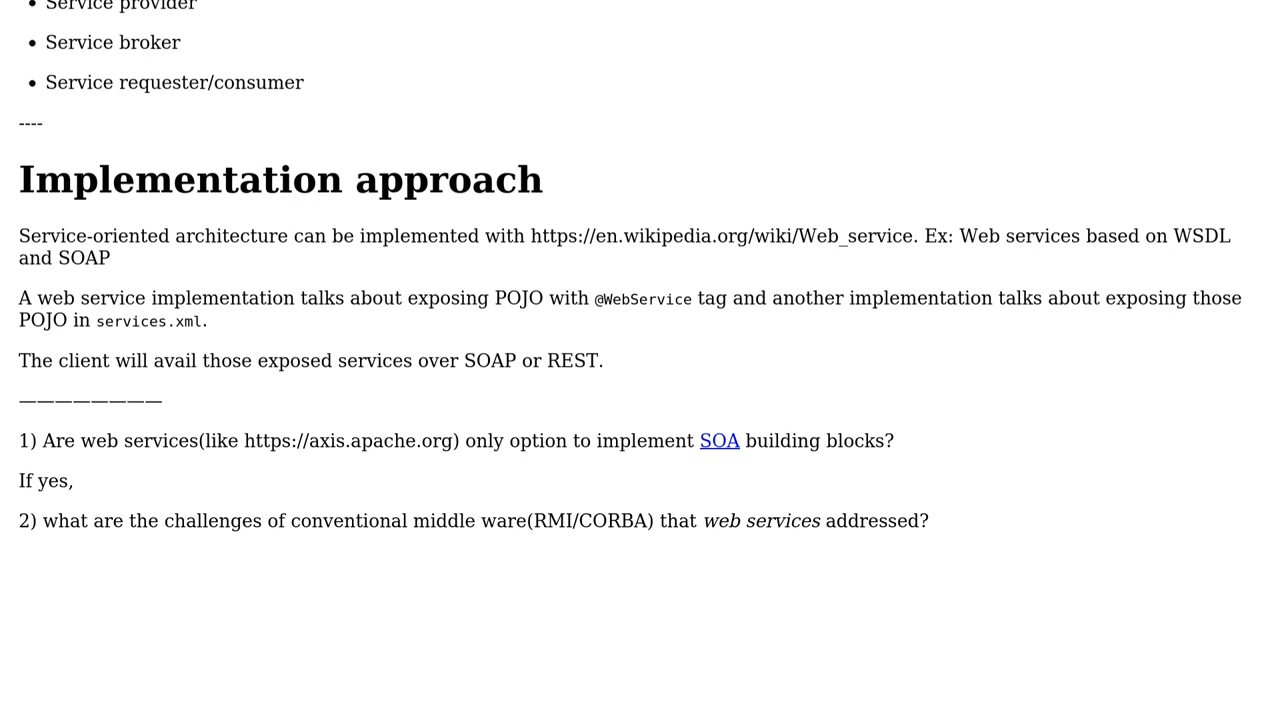 • Service provider
• Service broker
• Service requester/consumer
----
Implementation approach
Service-oriented architecture can be implemented with https://en.wikipedia.org/wiki/Web_service. Ex: Web services based on WSDL
and SOAP
A web service implementation talks about exposing POJO with @WebService tag and another implementation talks about exposing those
POJO in services.xml.
The client will avail those exposed services over SOAP or REST.
————————
1) Are web services(like https://axis.apache.org) only option to implement SOA building blocks?
If yes,
2) what are the challenges of conventional middle ware(RMI/CORBA) that web services addressed?